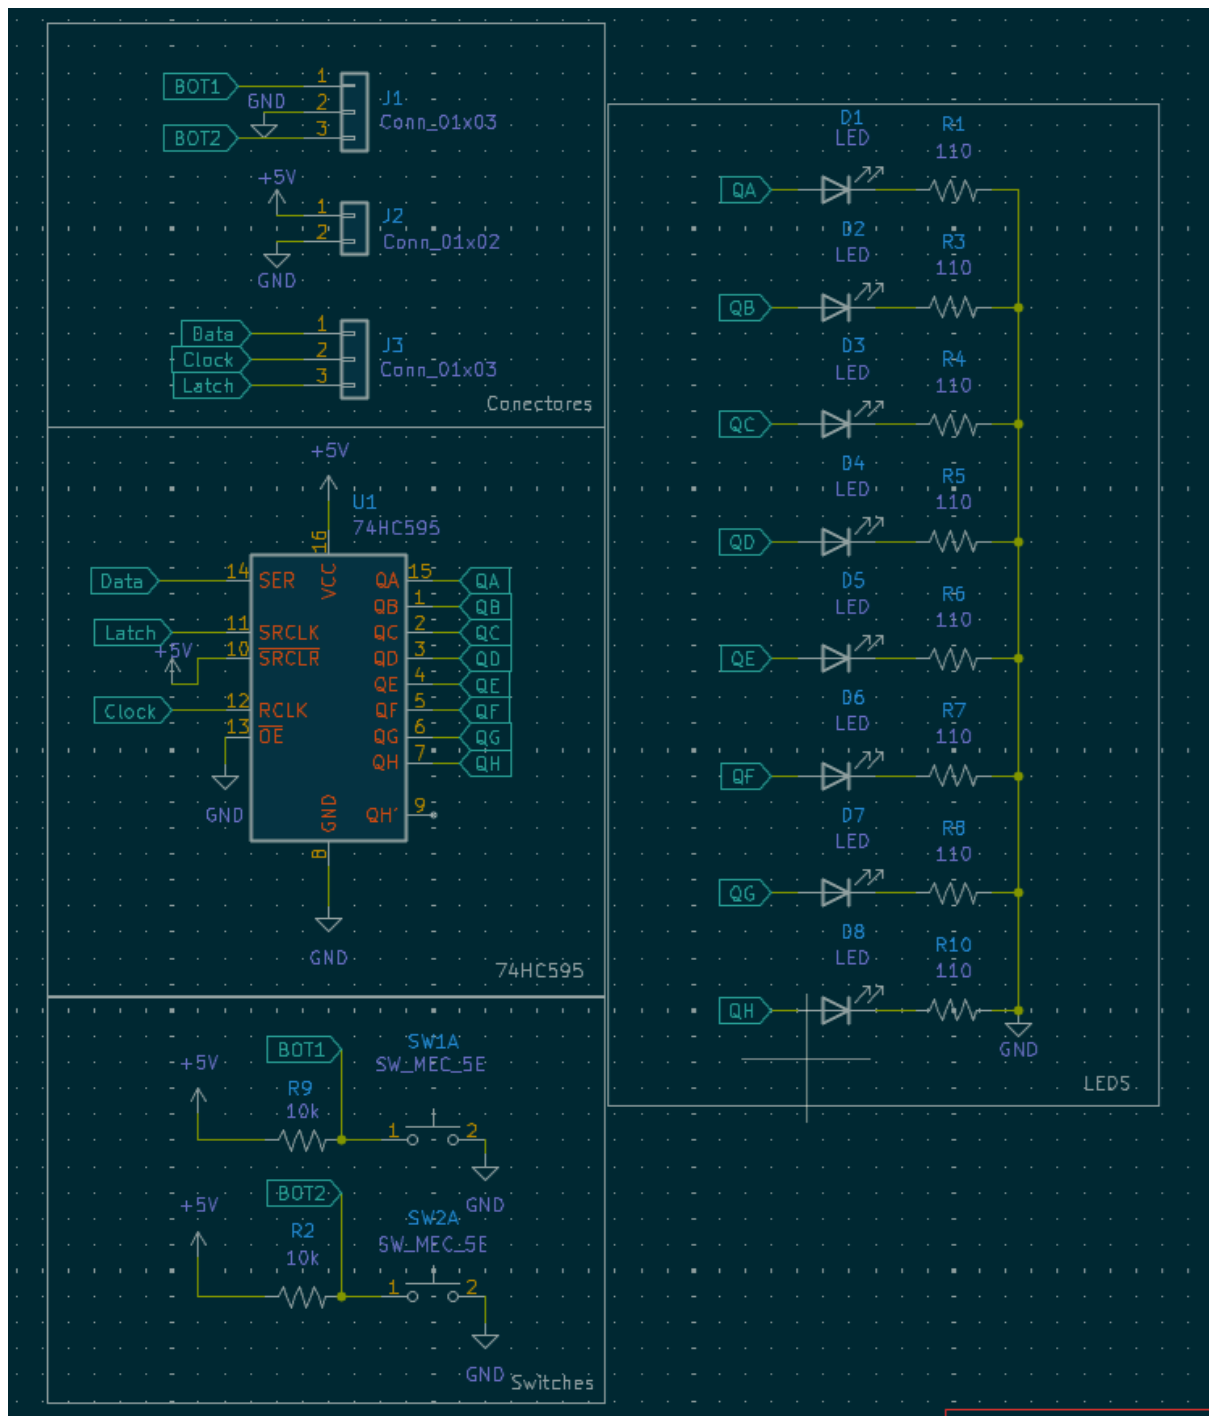 BOT1
GND
BOT2
1
2
3
J1
Conn_01x03
+5V
1
2
J2
Conn_01x02
GND
Data
Clock
Latch
1
2
3
J3
Conn_01x03
Conectores
+5V
U1
74HC595
16
VCC
Data
14
SER
Latch
11
SRCLK
+5V
10
SRCLR
Clock
12
RCLK
13
OE
GND
QA
15
QA
QB
1
QB
QC
2
QC
QD
3
QD
QE
4
QE
QF
5
QF
QG
6
QG
QH
7
QH
QH'
9
GND
8
GND
74HC595
BOT1
+5V
R9
10k
SW1A
SW_MEC_5E
1
2
GND
BOT2
+5V
R2
10k
SW2A
SW_MEC_5E
1
2
GND
Switches
D1
LED
R1
110
QA
D2
LED
R3
110
QB
D3
LED
R4
110
QC
D4
LED
R5
110
QD
D5
LED
R6
110
QE
D6
LED
R7
110
QF
D7
LED
R8
110
QG
D8
LED
R10
110
QH
GND
LEDS